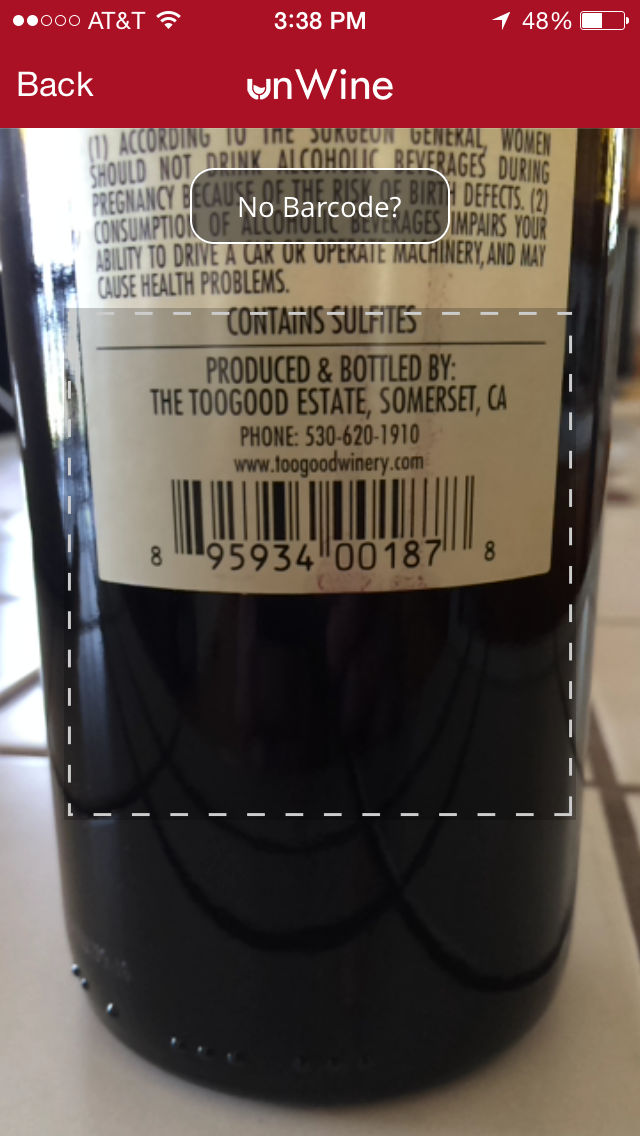 AT&T 3:38 PM 48%
Back unWine
(1) ACCORDING TO THE SURGEON GENERAL, WOMEN
SHOULD NOT DRINK ALCOHOLIC BEVERAGES DURING
PREGNANCY BECAUSE OF THE RISK OF BIRTH DEFECTS. (2)
No Barcode?
CONSUMPTION OF ALCOHOLIC BEVERAGES IMPAIRS YOUR
ABILITY TO DRIVE A CAR OR OPERATE MACHINERY, AND MAY
CAUSE HEALTH PROBLEMS.
CONTAINS SULFITES
PRODUCED & BOTTLED BY:
THE TOOGOOD ESTATE, SOMERSET, CA
PHONE: 530-620-1910
www.toogoodwinery.com
8 95934 00187 8